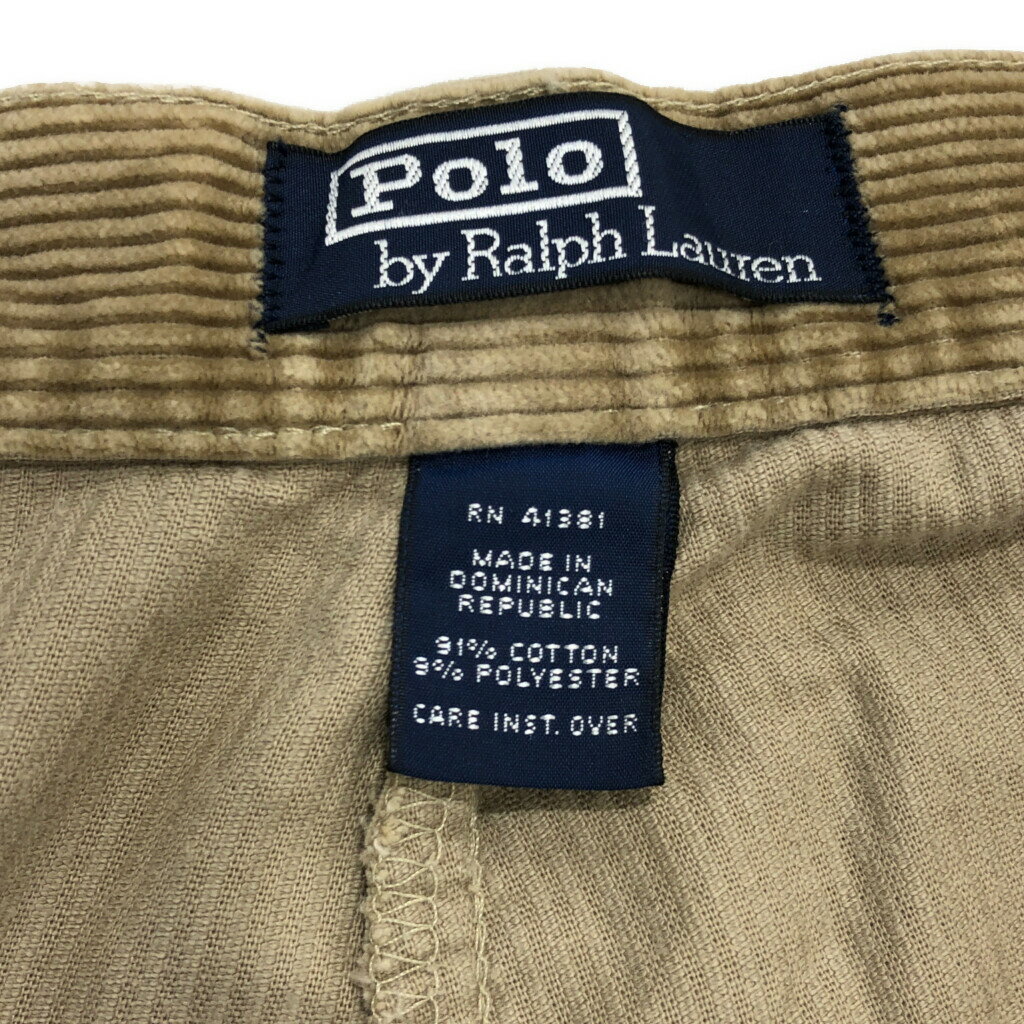 Polo
by Ralph Lauren
RN 41381
MADE IN
DOMINICAN
REPUBLIC
91% COTTON
9% POLYESTER
CARE INST. OVER